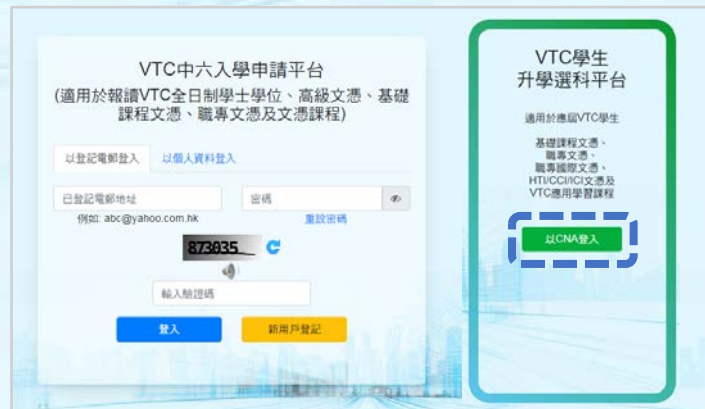 VTC中六入學申請平台
(適用於報讀VTC全日制學士學位、高級文憑、基礎
課程文憑、職專文憑及文憑課程)
以登記電郵登入 以個人資料登入
已登記電郵地址 密碼
例如: abc@yahoo.com.hk 重設密碼
873035
輸入驗證碼
登入 新用戶登記
VTC學生
升學選科平台
適用於應屆VTC學生
基礎課程文憑、
職專文憑、
職專國際文憑、
HTI/CCI/ICI文憑及
VTC應用學習課程
以CNA登入